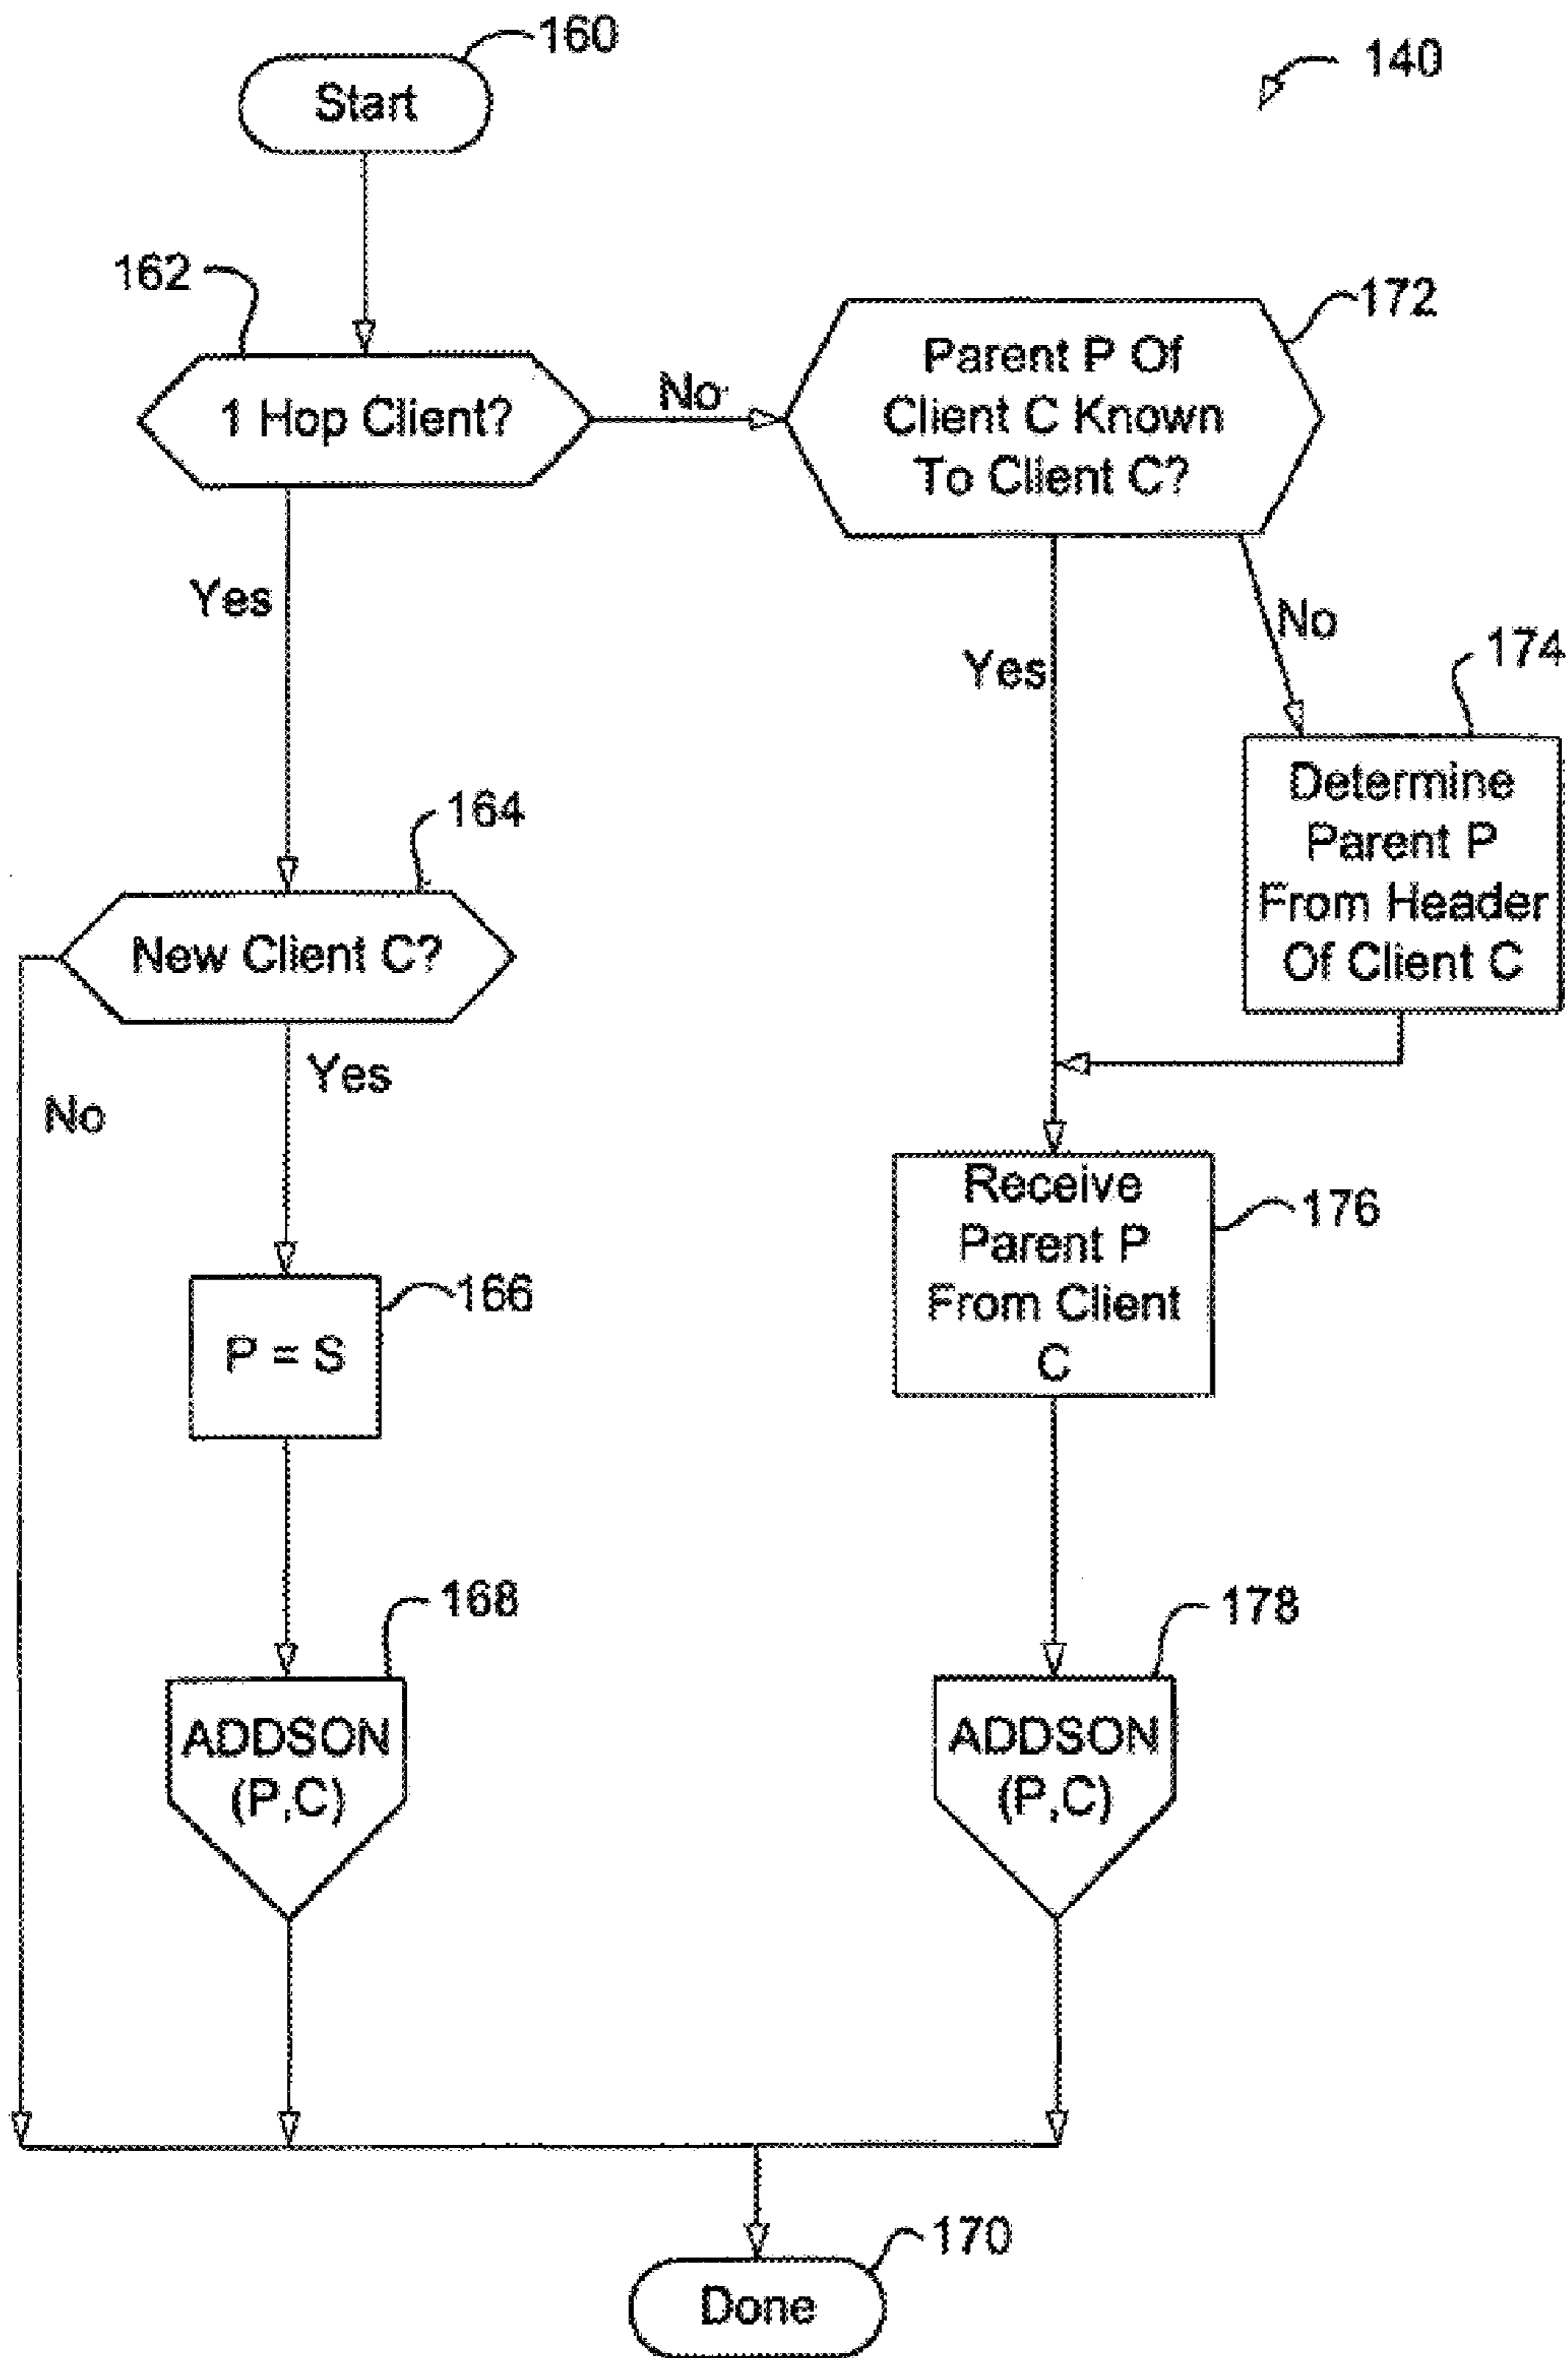 160
Start
140
162
1 Hop Client?
No
172
Parent P Of
Client C Known
To Client C?
Yes
Yes
No
174
Determine
Parent P
From Header
Of Client C
164
New Client C?
Yes
No
Receive
Parent P
From Client
C
176
166
P = S
168
ADDSON
(P,C)
178
ADDSON
(P,C)
170
Done